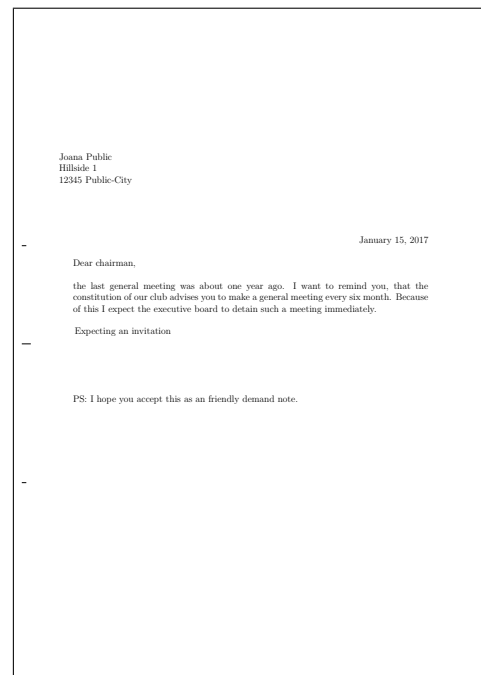 Joana Public
Hillside 1
12345 Public-City
January 15, 2017
Dear chairman,
the last general meeting was about one year ago. I want to remind you, that the
constitution of our club advises you to make a general meeting every six month. Because
of this I expect the executive board to detain such a meeting immediately.
Expecting an invitation
PS: I hope you accept this as an friendly demand note.